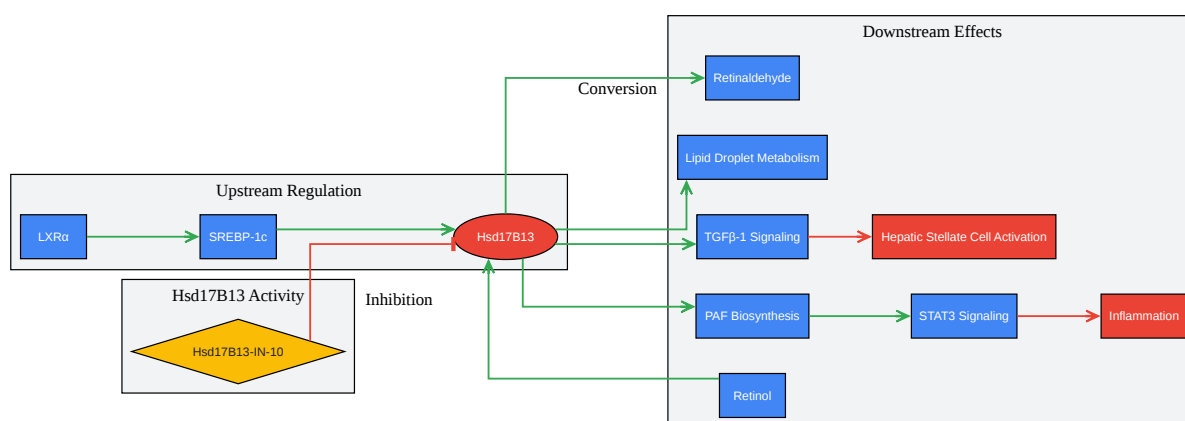 Downstream Effects
Retinaldehyde
Conversion
Lipid Droplet Metabolism
Upstream Regulation
LXRα
SREBP-1c
Hsd17B13
TGFβ-1 Signaling
Hepatic Stellate Cell Activation
Hsd17B13 Activity
Inhibition
Hsd17B13-IN-10
PAF Biosynthesis
STAT3 Signaling
Inflammation
Retinol